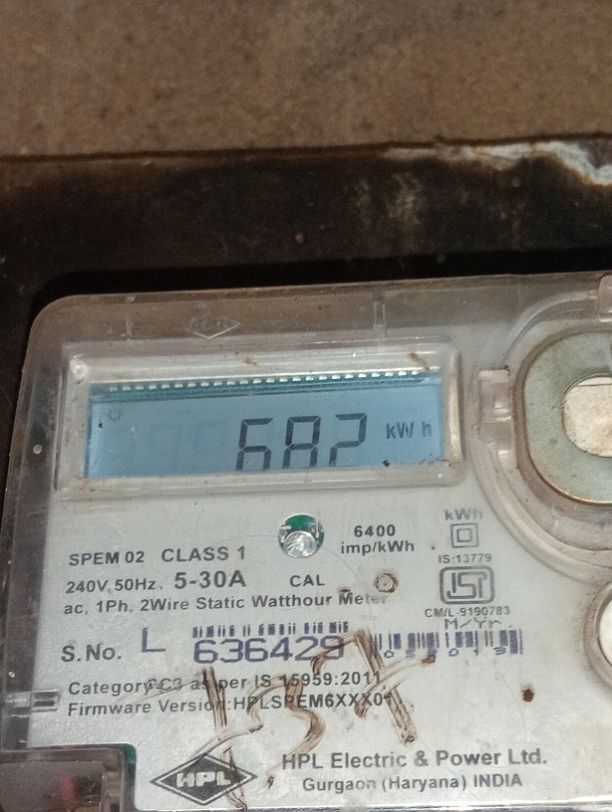 682 kWh
6400
imp/kWh
kWh
IS:13779
SPEM 02 CLASS 1
240V, 50Hz, 5-30A CAL
ac, 1Ph, 2Wire Static Watthour Meter
CM/L-9190783
M/Yr.
S.No. L 636429
Category C3 as per IS 15959:2011
Firmware Version:HPLSPEM6XXX0
HPL
HPL Electric & Power Ltd.
Gurgaon (Haryana) INDIA